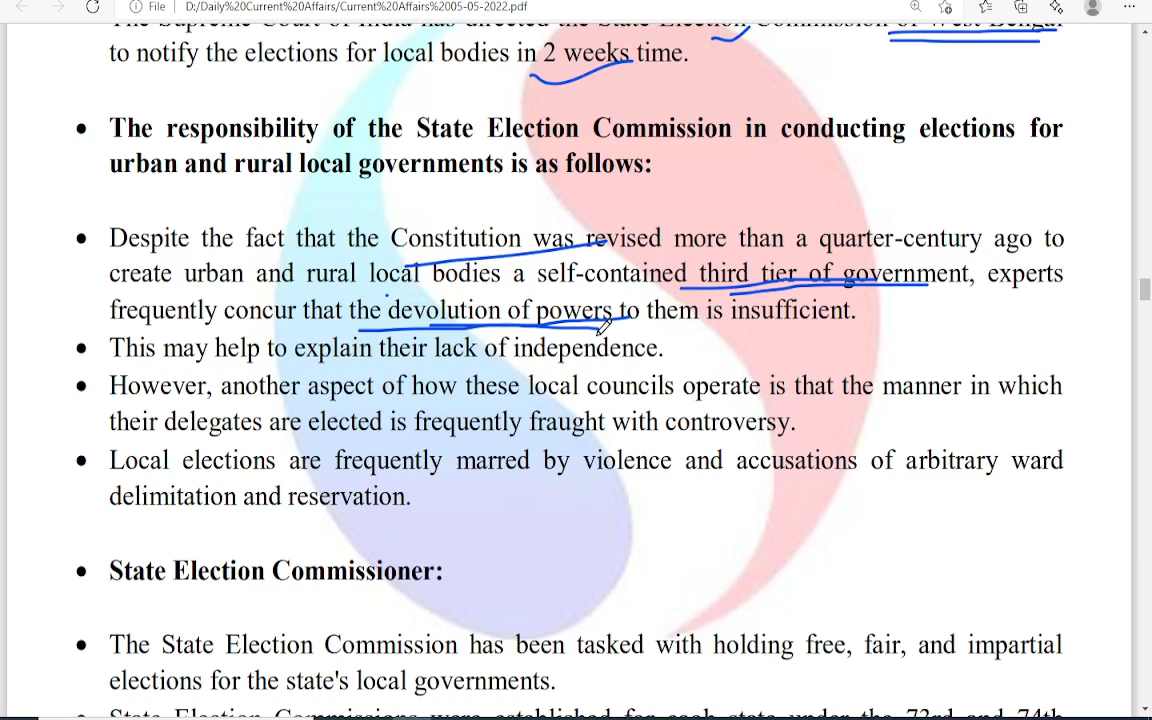 File D:/Daily%20Current%20Affairs/Current%20Affairs%2005-05-2022.pdf
to notify the elections for local bodies in 2 weeks time.
• The responsibility of the State Election Commission in conducting elections for
urban and rural local governments is as follows:
• Despite the fact that the Constitution was revised more than a quarter-century ago to
create urban and rural local bodies a self-contained third tier of government, experts
frequently concur that the devolution of powers to them is insufficient.
• This may help to explain their lack of independence.
• However, another aspect of how these local councils operate is that the manner in which
their delegates are elected is frequently fraught with controversy.
• Local elections are frequently marred by violence and accusations of arbitrary ward
delimitation and reservation.
• State Election Commissioner:
• The State Election Commission has been tasked with holding free, fair, and impartial
elections for the state's local governments.